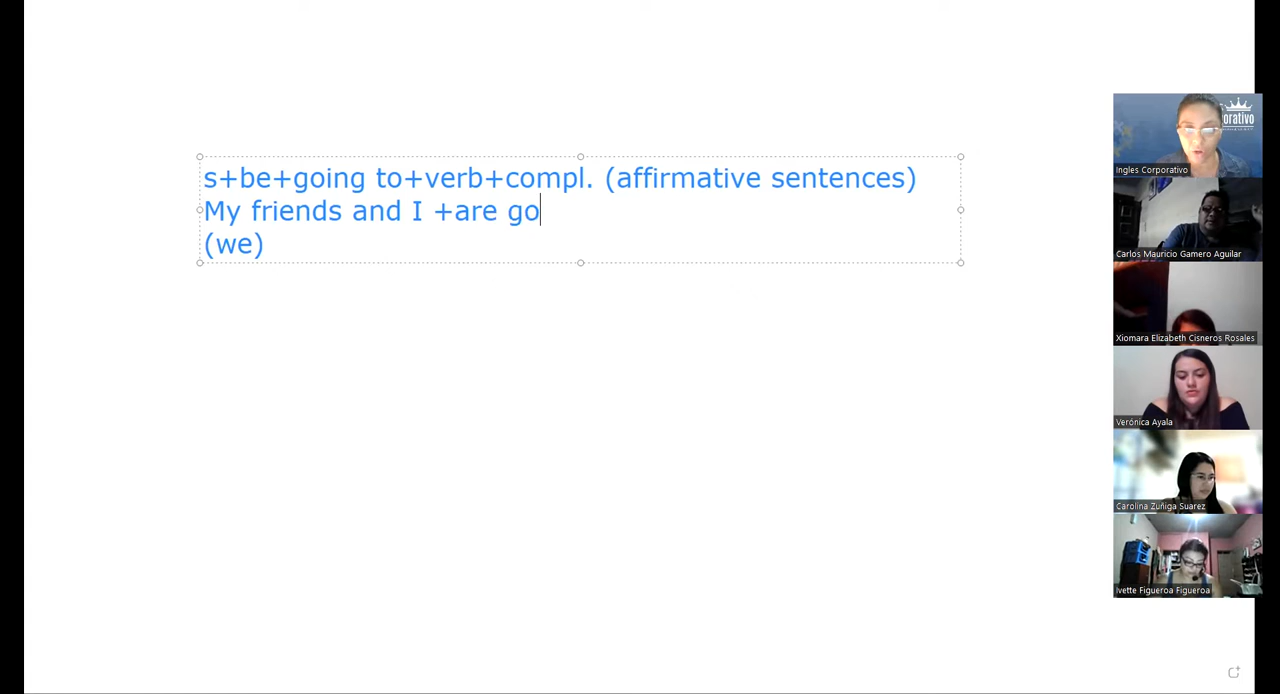 s+be+going to+verb+compl. (affirmative sentences)
My friends and I +are go
(we)
orativo
Ingles Corporativo
Carlos Mauricio Gamero Aguilar
Xiomara Elizabeth Cisneros Rosales
Verónica Ayala
Carolina Zuñiga Suarez
Ivette Figueroa Figueroa